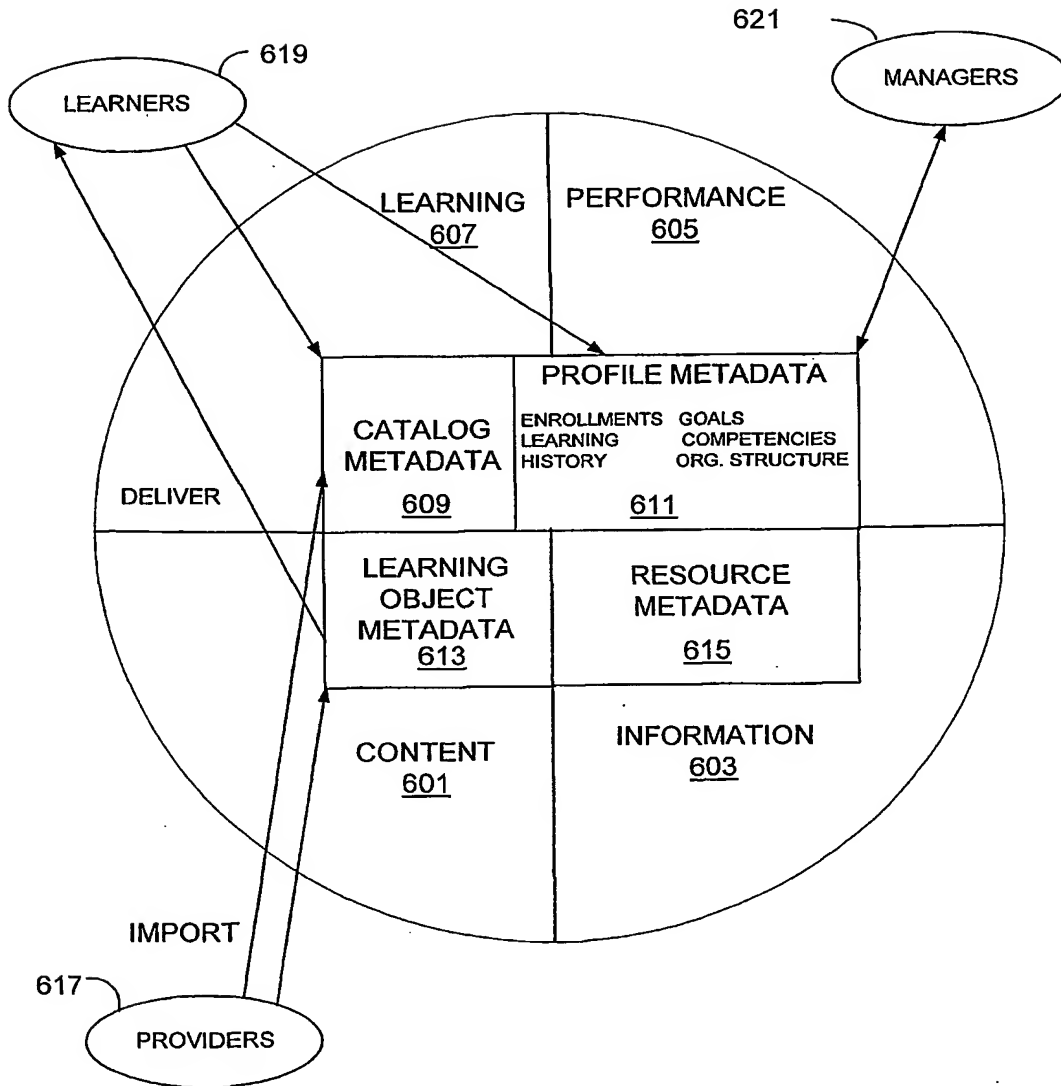 621
619
LEARNERS
MANAGERS
LEARNING
607
PERFORMANCE
605
PROFILE METADATA
ENROLLMENTS GOALS
LEARNING COMPETENCIES
HISTORY ORG. STRUCTURE
611
CATALOG
METADATA
609
DELIVER
LEARNING
OBJECT
METADATA
613
RESOURCE
METADATA
615
CONTENT
601
INFORMATION
603
IMPORT
617
PROVIDERS